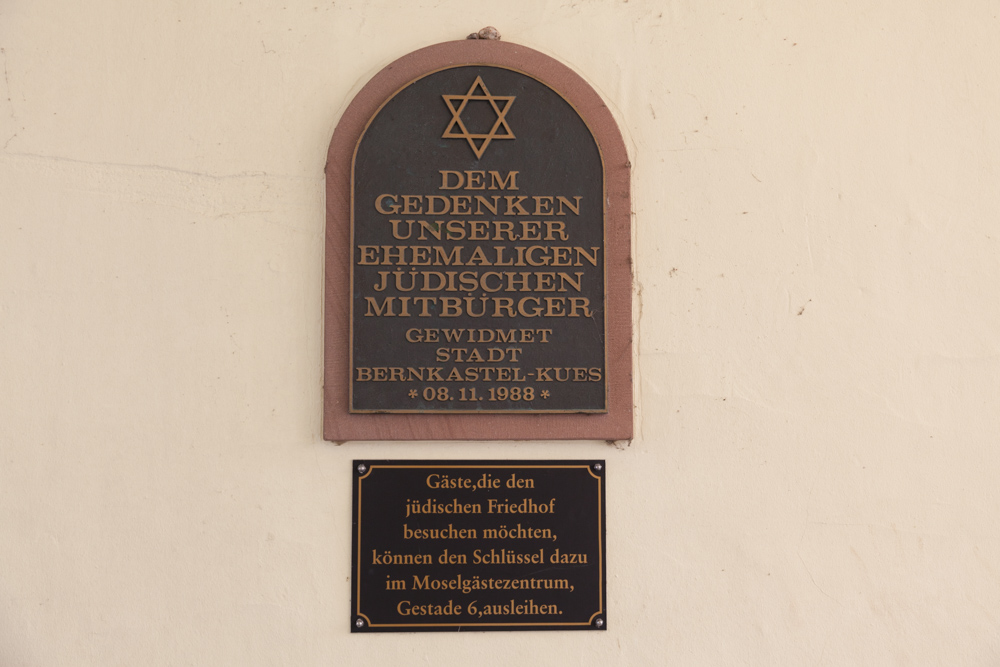 DEM
GEDENKEN
UNSERER
EHEMALIGEN
JÜDISCHEN
MITBÜRGER
GEWIDMET
STADT
BERNKASTEL-KUES
*08.11.1988*
Gäste,die den
jüdischen Friedhof
besuchen möchten,
können den Schlüssel dazu
im Moselgästezentrum,
Gestade 6,ausleihen.